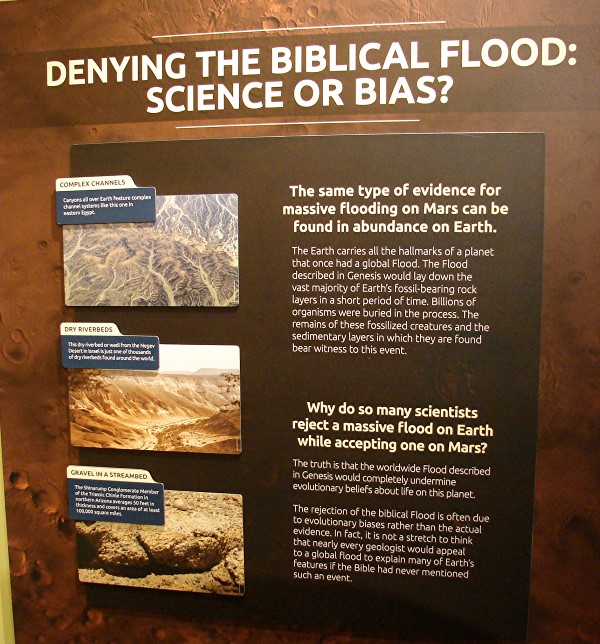 DENYING THE BIBLICAL FLOOD:
SCIENCE OR BIAS?
COMPLEX CHANNELS
Canyons all over Earth feature complex
channel systems like this one in
eastern Egypt.
DRY RIVERBEDS
This dry riverbed or wadi from the Negev
Desert in Israel is just one of thousands
of dry riverbeds found around the world.
GRAVEL IN A STREAMBED
The Shinarump Conglomerate Member
of the Triassic Chinle Formation in
northern Arizona averages 50 feet in
thickness and covers an area of at least
100,000 square miles.
The same type of evidence for
massive flooding on Mars can be
found in abundance on Earth.
The Earth carries all the hallmarks of a planet
that once had a global Flood. The Flood
described in Genesis would lay down the
vast majority of Earth's fossil-bearing rock
layers in a short period of time. Billions of
organisms were buried in the process. The
remains of these fossilized creatures and the
sedimentary layers in which they are found
bear witness to this event.
Why do so many scientists
reject a massive flood on Earth
while accepting one on Mars?
The truth is that the worldwide Flood described
in Genesis would completely undermine
evolutionary beliefs about life on this planet.
The rejection of the biblical Flood is often due
to evolutionary biases rather than the actual
evidence. In fact, it is not a stretch to think
that nearly every geologist would appeal
to a global flood to explain many of Earth's
features if the Bible had never mentioned
such an event.